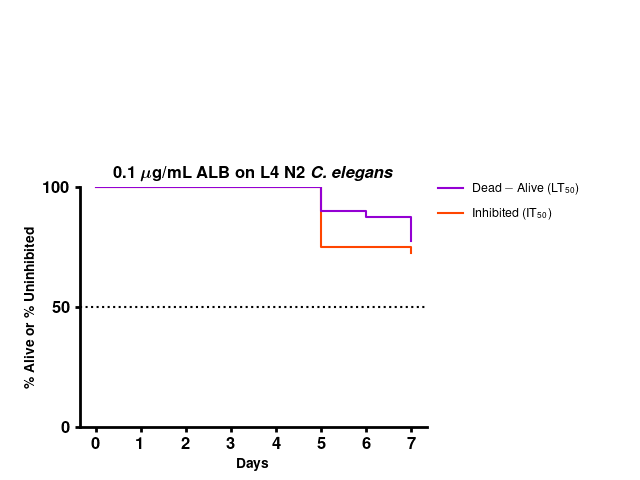 0.1 μg/mL ALB on L4 N2 C. elegans
100
50
0
% Alive or % Uninhibited
0 1 2 3 4 5 6 7
Days
Dead – Alive (LT₅₀)
Inhibited (IT₅₀)